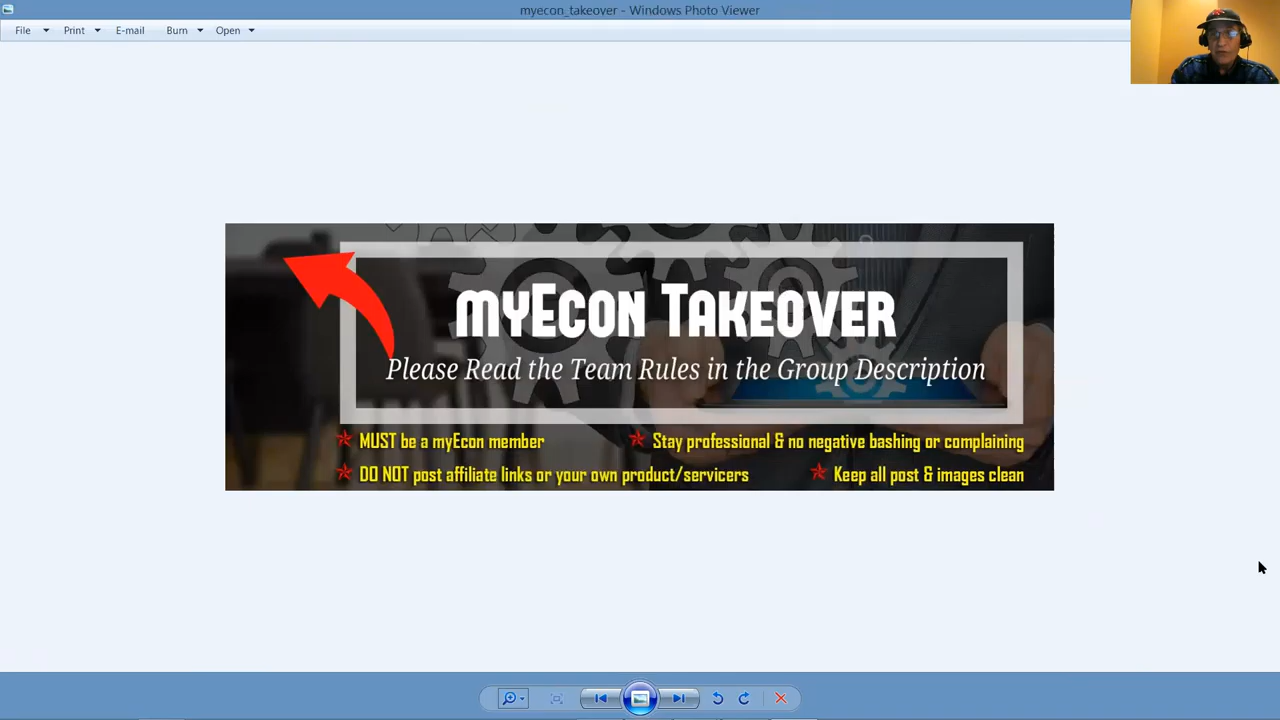 myecon_takeover - Windows Photo Viewer
File Print E-mail Burn Open
myEcon Takeover
Please Read the Team Rules in the Group Description
MUST be a myEcon member Stay professional & no negative bashing or complaining
DO NOT post affiliate links or your own product/servicers Keep all post & images clean